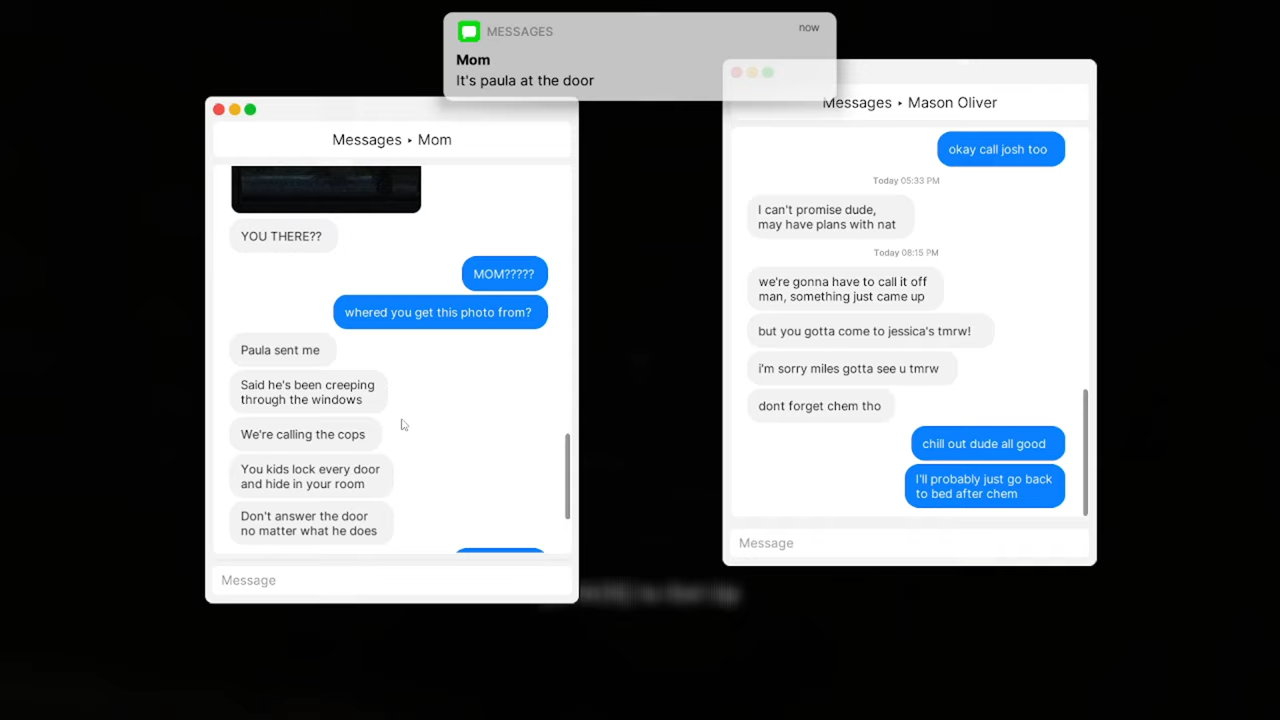 MESSAGES
now
Mom
It's paula at the door
Messages ▸ Mom
YOU THERE??
MOM?????
whered you get this photo from?
Paula sent me
Said he's been creeping
through the windows
We're calling the cops
You kids lock every door
and hide in your room
Don't answer the door
no matter what he does
Message
Messages ▸ Mason Oliver
okay call josh too
Today 05:33 PM
I can't promise dude,
may have plans with nat
Today 08:15 PM
we're gonna have to call it off
man, something just came up
but you gotta come to jessica's tmrw!
i'm sorry miles gotta see u tmrw
dont forget chem tho
chill out dude all good
I'll probably just go back
to bed after chem
Message